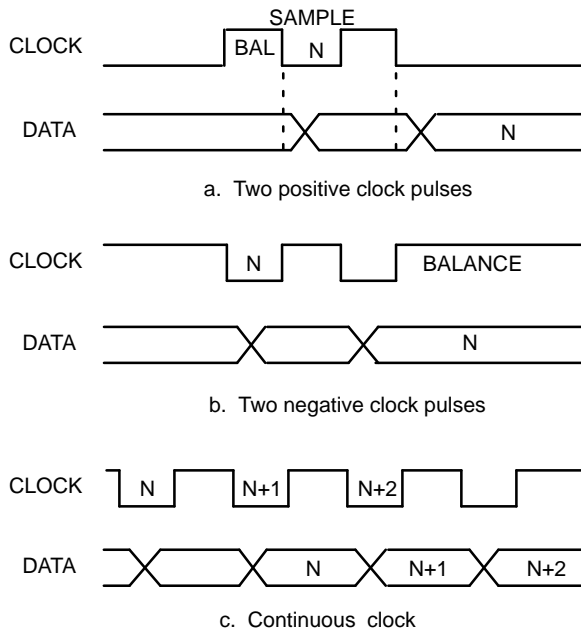 SAMPLE
CLOCK BAL N
DATA N
a. Two positive clock pulses
CLOCK N BALANCE
DATA N
b. Two negative clock pulses
CLOCK N N+1 N+2
DATA N N+1 N+2
c. Continuous clock